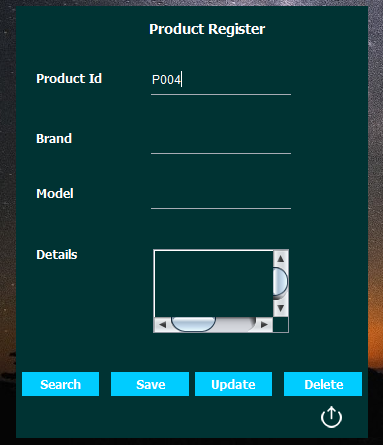 Product Register
Product Id P004
Brand
Model
Details
Search Save Update Delete